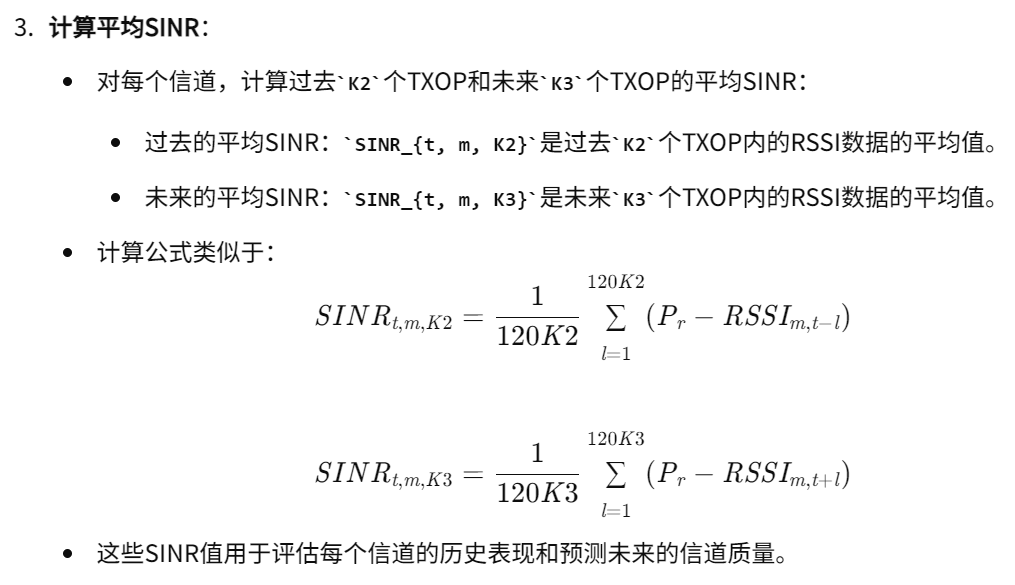 3. 计算平均SINR：
• 对每个信道，计算过去`K2`个TXOP和未来`K3`个TXOP的平均SINR：
• 过去的平均SINR：`SINR_{t, m, K2}`是过去`K2`个TXOP内的RSSI数据的平均值。
• 未来的平均SINR：`SINR_{t, m, K3}`是未来`K3`个TXOP内的RSSI数据的平均值。
• 计算公式类似于：
$SINR_{t,m,K2} = \frac{1}{120K2} \sum_{l=1}^{120K2} (P_r - RSSI_{m,t-l})$
$SINR_{t,m,K3} = \frac{1}{120K3} \sum_{l=1}^{120K3} (P_r - RSSI_{m,t+l})$
• 这些SINR值用于评估每个信道的历史表现和预测未来的信道质量。